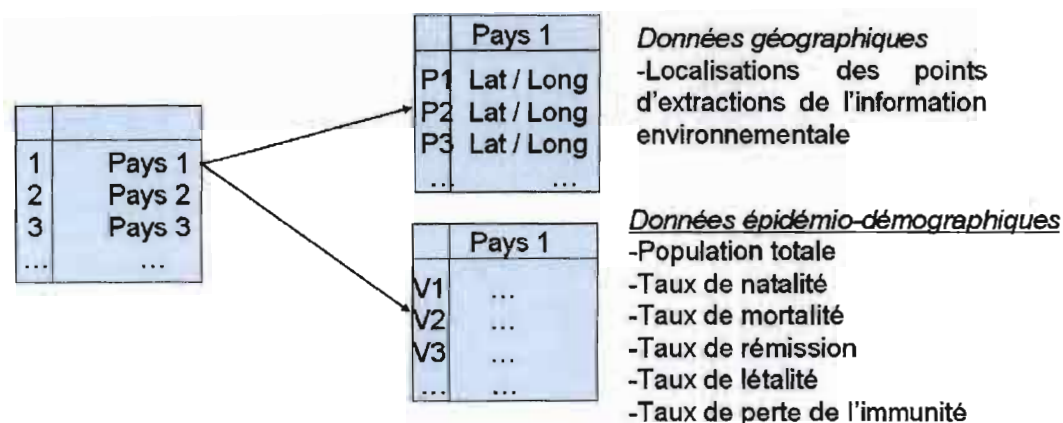 1 Pays 1
2 Pays 2
3 Pays 3
... ...
Pays 1
P1 Lat / Long
P2 Lat / Long
P3 Lat / Long
... ...
Données géographiques
-Localisations des points
d'extractions de l'information
environnementale
Pays 1
V1 ...
V2 ...
V3 ...
... ...
Données épidémio-démographiques
-Population totale
-Taux de natalité
-Taux de mortalité
-Taux de rémission
-Taux de létalité
-Taux de perte de l'immunité